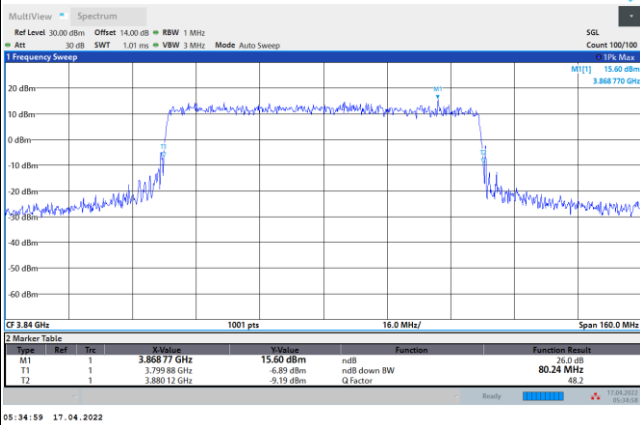 MultiView Spectrum
Ref Level 30.00 dBm Offset 14.00 dB RBW 1 MHz SGL
Att 30 dB SWT 1.01 ms VBW 3 MHz Mode Auto Sweep Count 100/100
1 Frequency Sweep 1Pk Max
M1[1] 15.60 dBm
3.868 770 GHz
20 dBm
M1
10 dBm
0 dBm
T1
T2
-10 dBm
-20 dBm
-30 dBm
-40 dBm
-50 dBm
-60 dBm
CF 3.84 GHz 1001 pts 16.0 MHz/ Span 160.0 MHz
2 Marker Table
Type Ref Trc X-Value Y-Value Function Function Result
M1 1 3.868 77 GHz 15.60 dBm ndB 26.0 dB
T1 1 3.799 88 GHz -6.89 dBm ndB down BW 80.24 MHz
T2 1 3.880 12 GHz -9.19 dBm Q Factor 48.2
Ready 17.04.2022
05:34:58
05:34:59 17.04.2022